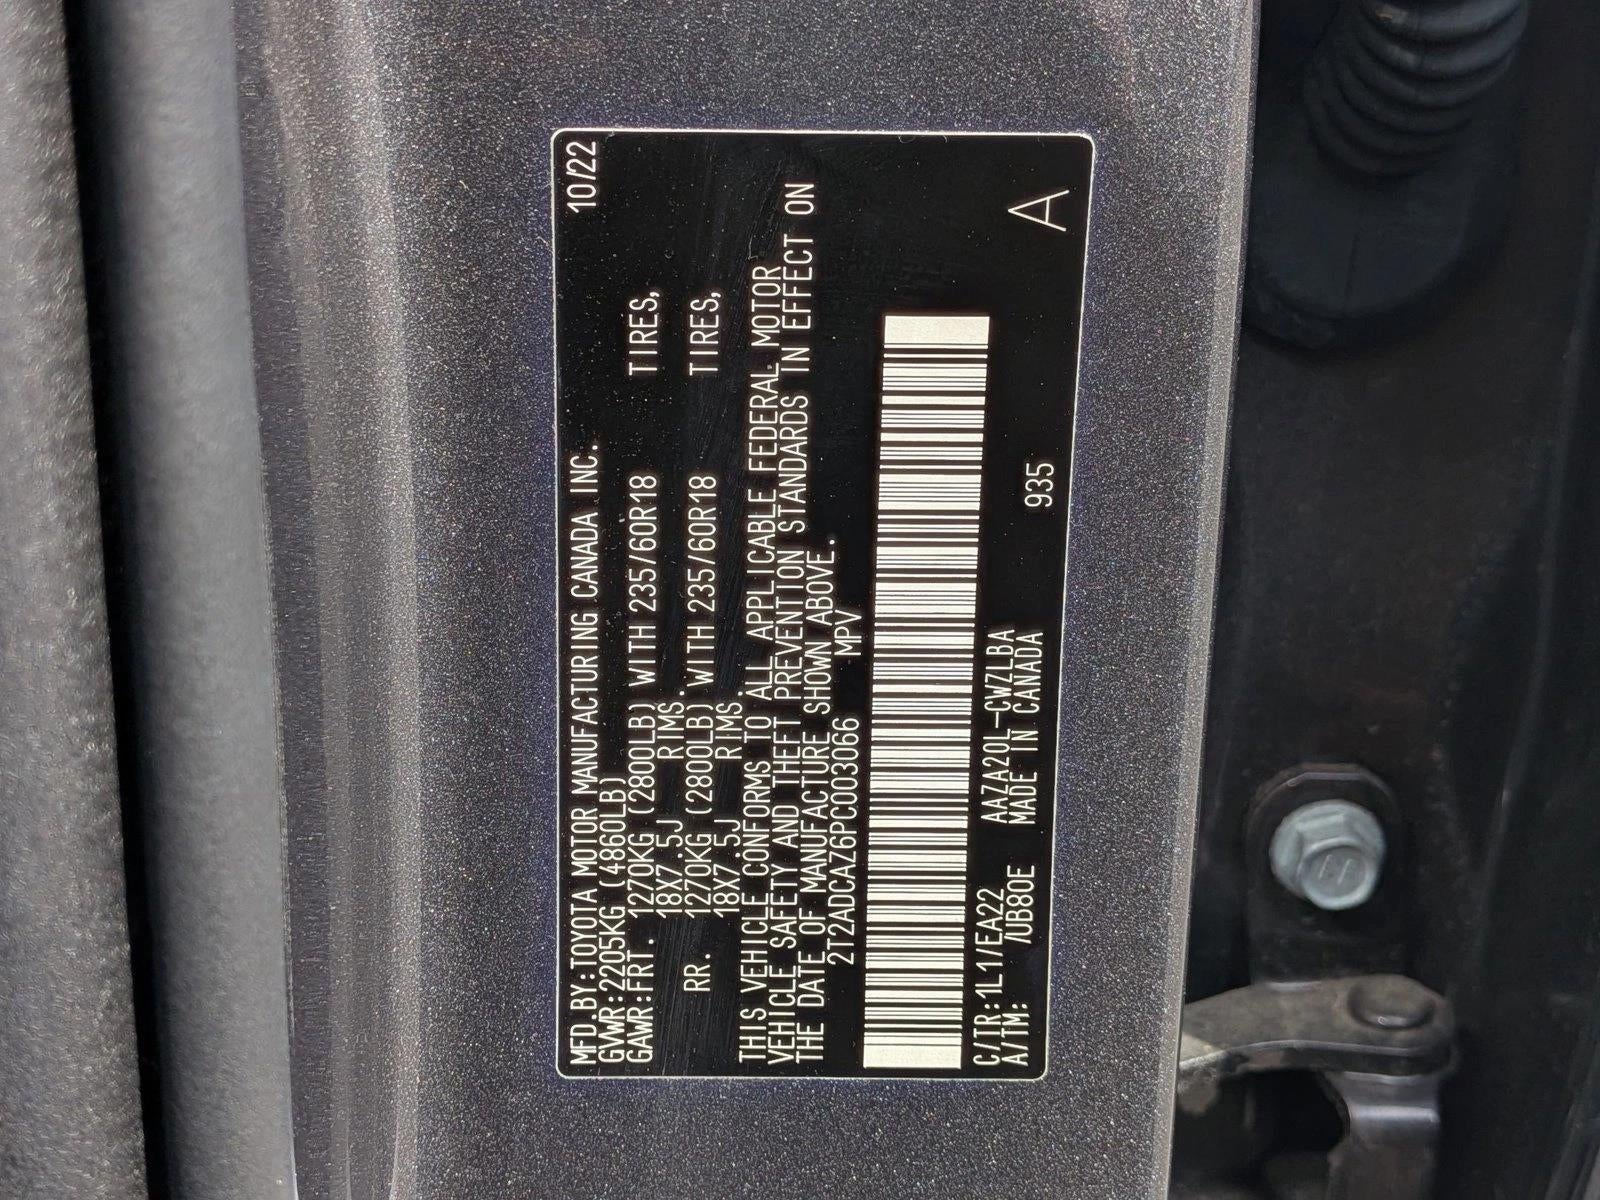 MFD.BY:TOYOTA MOTOR MANUFACTURING CANADA INC. 10/22
GVWR:2205KG (4860LB)
GAWR:FRT. 1270KG (2800LB) WITH 235/60R18 TIRES,
18X7.5J RIMS.
RR. 1270KG (2800LB) WITH 235/60R18 TIRES,
18X7.5J RIMS.
THIS VEHICLE CONFORMS TO ALL APPLICABLE FEDERAL MOTOR
VEHICLE SAFETY AND THEFT PREVENTION STANDARDS IN EFFECT ON
THE DATE OF MANUFACTURE SHOWN ABOVE.
2T2ADCAZ6PC003066 MPV
C/TR:1L1/EA22 AAZA20L-CWZLBA
A/TM: /UB80E MADE IN CANADA 935 A